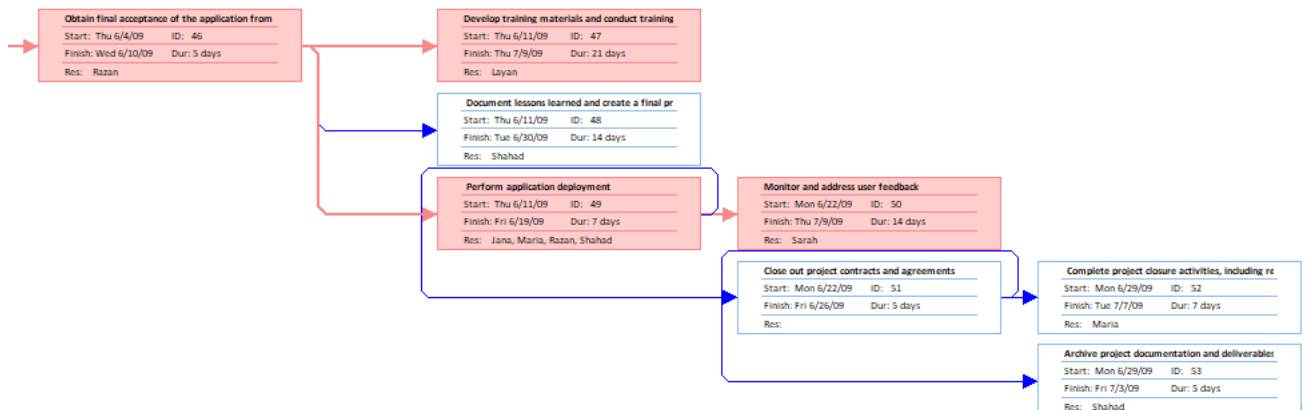 Obtain final acceptance of the application from
Start: Thu 6/4/09 ID: 46
Finish: Wed 6/10/09 Dur: 5 days
Res: Razan
Develop training materials and conduct training
Start: Thu 6/11/09 ID: 47
Finish: Thu 7/9/09 Dur: 21 days
Res: Layan
Document lessons learned and create a final pr
Start: Thu 6/11/09 ID: 48
Finish: Tue 6/30/09 Dur: 14 days
Res: Shahad
Perform application deployment
Start: Thu 6/11/09 ID: 49
Finish: Fri 6/19/09 Dur: 7 days
Res: Jana, Maria, Razan, Shahad
Monitor and address user feedback
Start: Mon 6/22/09 ID: 50
Finish: Thu 7/9/09 Dur: 14 days
Res: Sarah
Close out project contracts and agreements
Start: Mon 6/22/09 ID: 51
Finish: Fri 6/26/09 Dur: 5 days
Res:
Complete project closure activities, including re
Start: Mon 6/29/09 ID: 52
Finish: Tue 7/7/09 Dur: 7 days
Res: Maria
Archive project documentation and deliverables
Start: Mon 6/29/09 ID: 53
Finish: Fri 7/3/09 Dur: 5 days
Res: Shahad